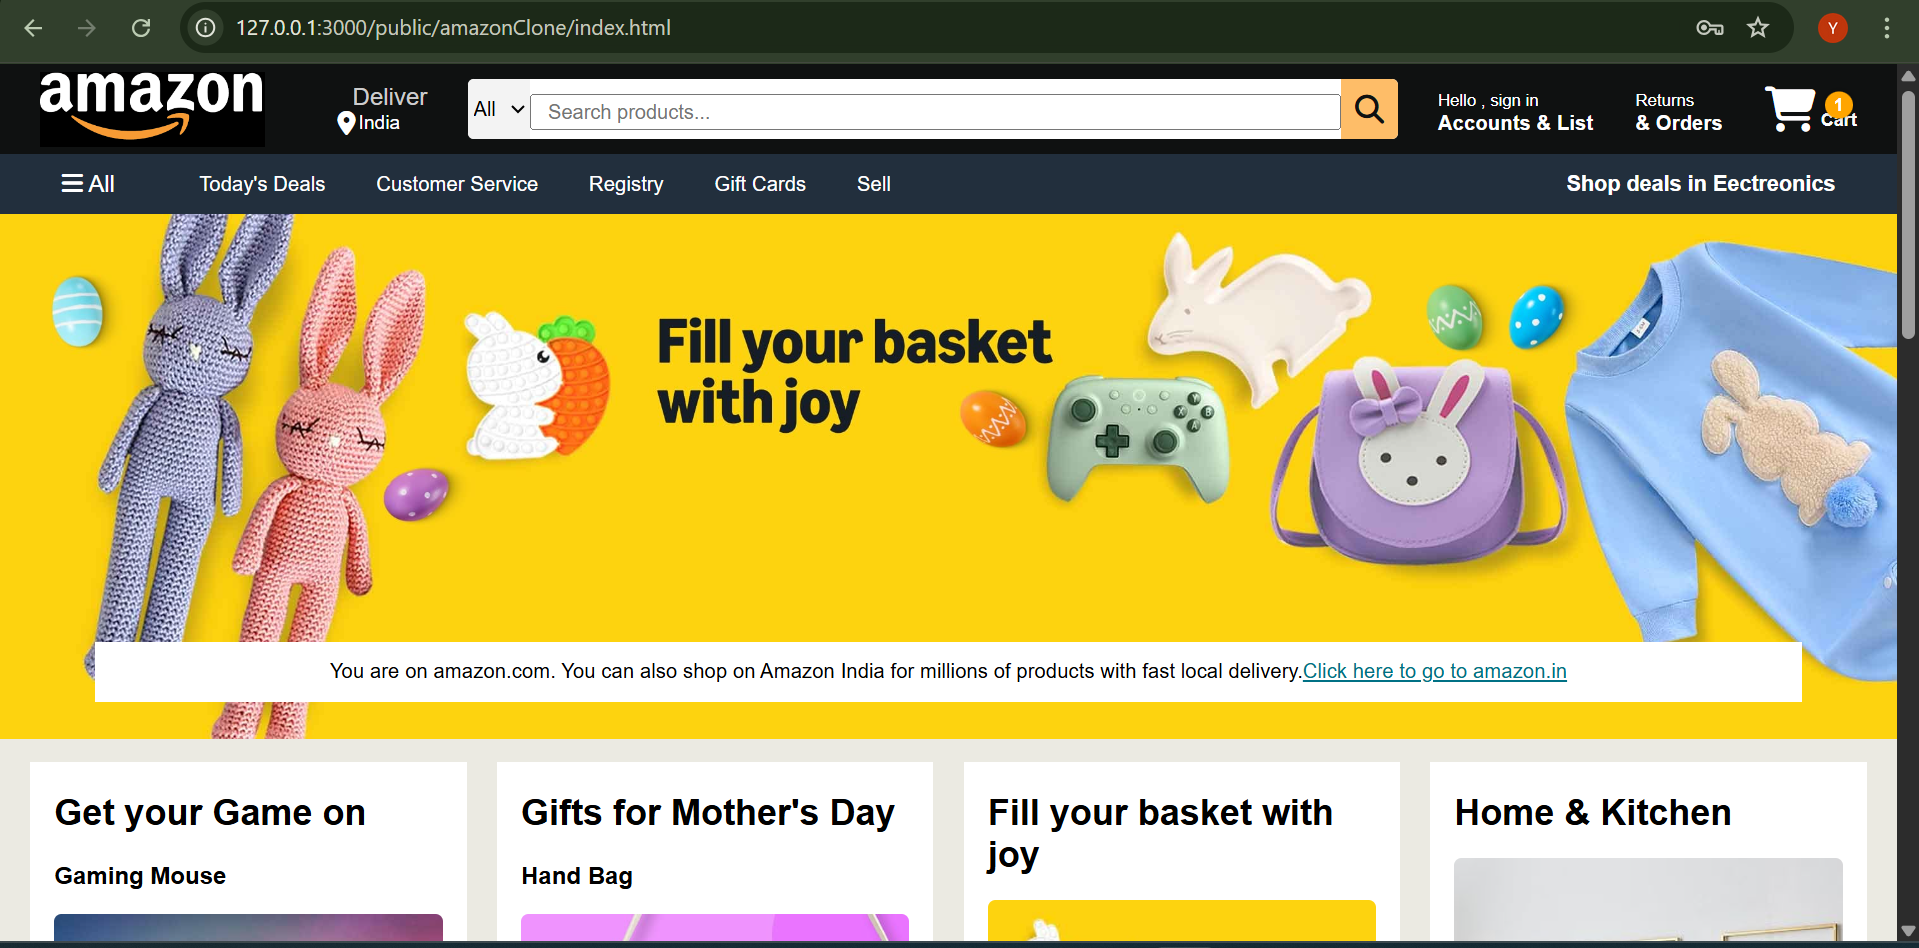 127.0.0.1:3000/public/amazonClone/index.html
Y
amazon
Deliver
India
All
Search products...
Hello , sign in
Accounts & List
Returns
& Orders
1
Cart
All
Today's Deals
Customer Service
Registry
Gift Cards
Sell
Shop deals in Eectreonics
Fill your basket
with joy
Y
X
B
A
You are on amazon.com. You can also shop on Amazon India for millions of products with fast local delivery.Click here to go to amazon.in
Get your Game on
Gaming Mouse
Gifts for Mother's Day
Hand Bag
Fill your basket with
joy
Home & Kitchen